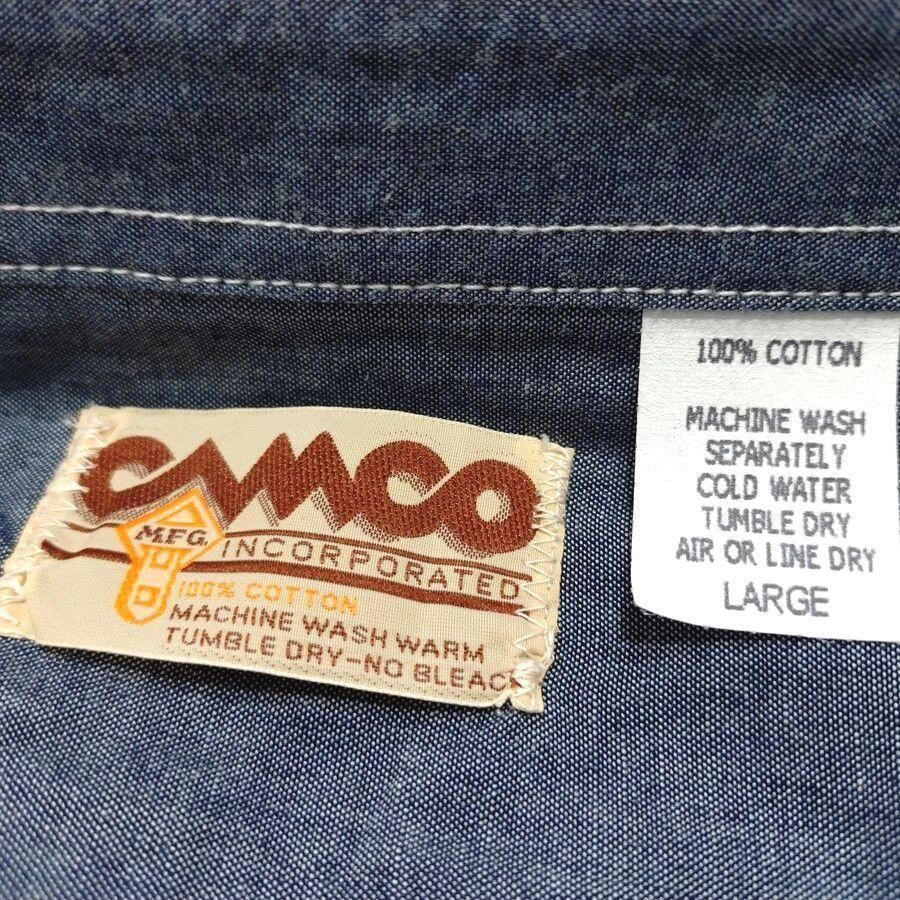 CAMCO
M.F.G. INCORPORATED
100% COTTON
MACHINE WASH WARM
TUMBLE DRY-NO BLEAC
100% COTTON
MACHINE WASH
SEPARATELY
COLD WATER
TUMBLE DRY
AIR OR LINE DRY
LARGE